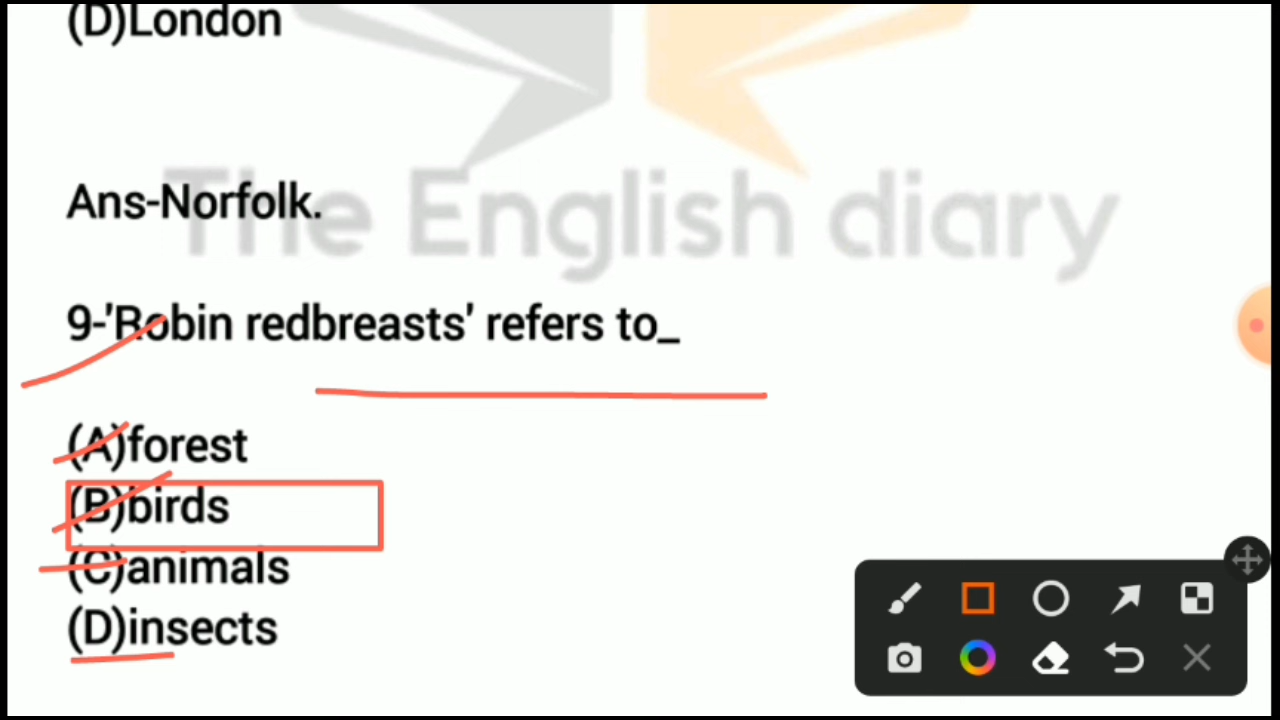 (D)London
The English diary
Ans-Norfolk.
9-'Robin redbreasts' refers to_
(A)forest
(B)birds
(C)animals
(D)insects